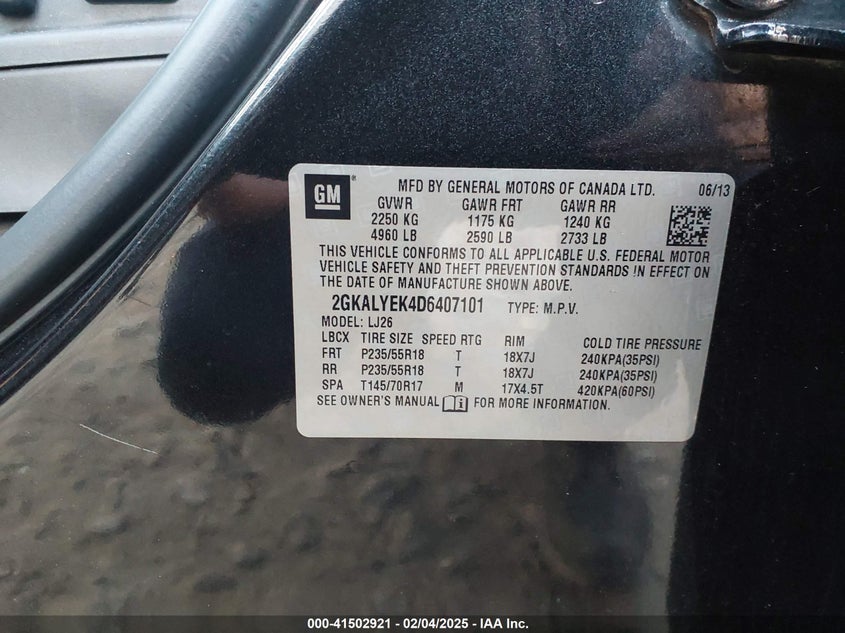 GM MFD BY GENERAL MOTORS OF CANADA LTD. 06/13
GVWR GAWR FRT GAWR RR
2250 KG 1175 KG 1240 KG
4960 LB 2590 LB 2733 LB
THIS VEHICLE CONFORMS TO ALL APPLICABLE U.S. FEDERAL MOTOR
VEHICLE SAFETY AND THEFT PREVENTION STANDARDS IN EFFECT ON
THE DATE OF MANUFACTURE SHOWN ABOVE.
2GKALYEK4D6407101 TYPE: M.P.V.
MODEL: LJ26
LBCX TIRE SIZE SPEED RTG RIM COLD TIRE PRESSURE
FRT P235/55R18 T 18X7J 240KPA(35PSI)
RR P235/55R18 T 18X7J 240KPA(35PSI)
SPA T145/70R17 M 17X4.5T 420KPA(60PSI)
SEE OWNER'S MANUAL FOR MORE INFORMATION.
000-41502921 - 02/04/2025 - IAA Inc.